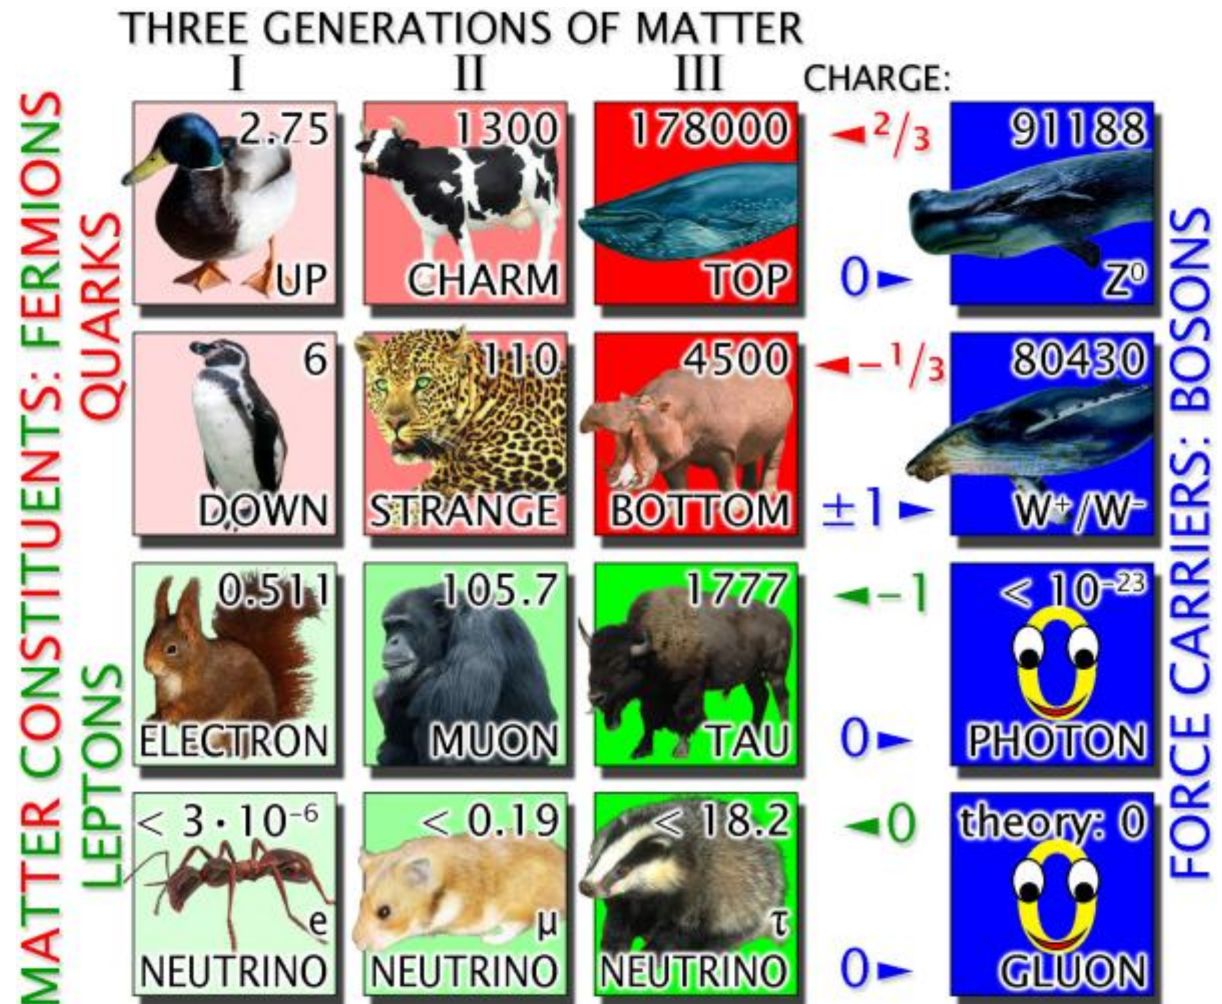 THREE GENERATIONS OF MATTER
I II III CHARGE:
MATTER CONSTITUENTS: FERMIONS
QUARKS
LEPTONS
2.75 1300 178000 ◄2/3 91188
UP CHARM TOP 0► Z⁰
6 110 4500 ◄-1/3 80430
DOWN STRANGE BOTTOM ±1► W⁺/W⁻
0.511 105.7 1777 ◄-1 < 10⁻²³
ELECTRON MUON TAU 0► PHOTON
< 3·10⁻⁶ < 0.19 < 18.2 ◄0 theory: 0
e μ τ
NEUTRINO NEUTRINO NEUTRINO 0► GLUON
FORCE CARRIERS: BOSONS